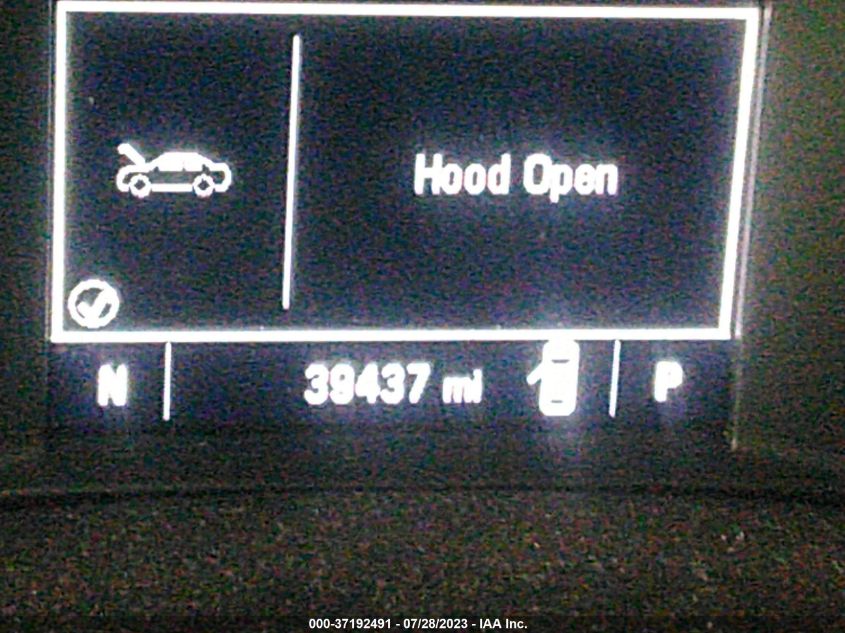 Hood Open
N 39437 mi P
000-37192491 - 07/28/2023 - IAA Inc.